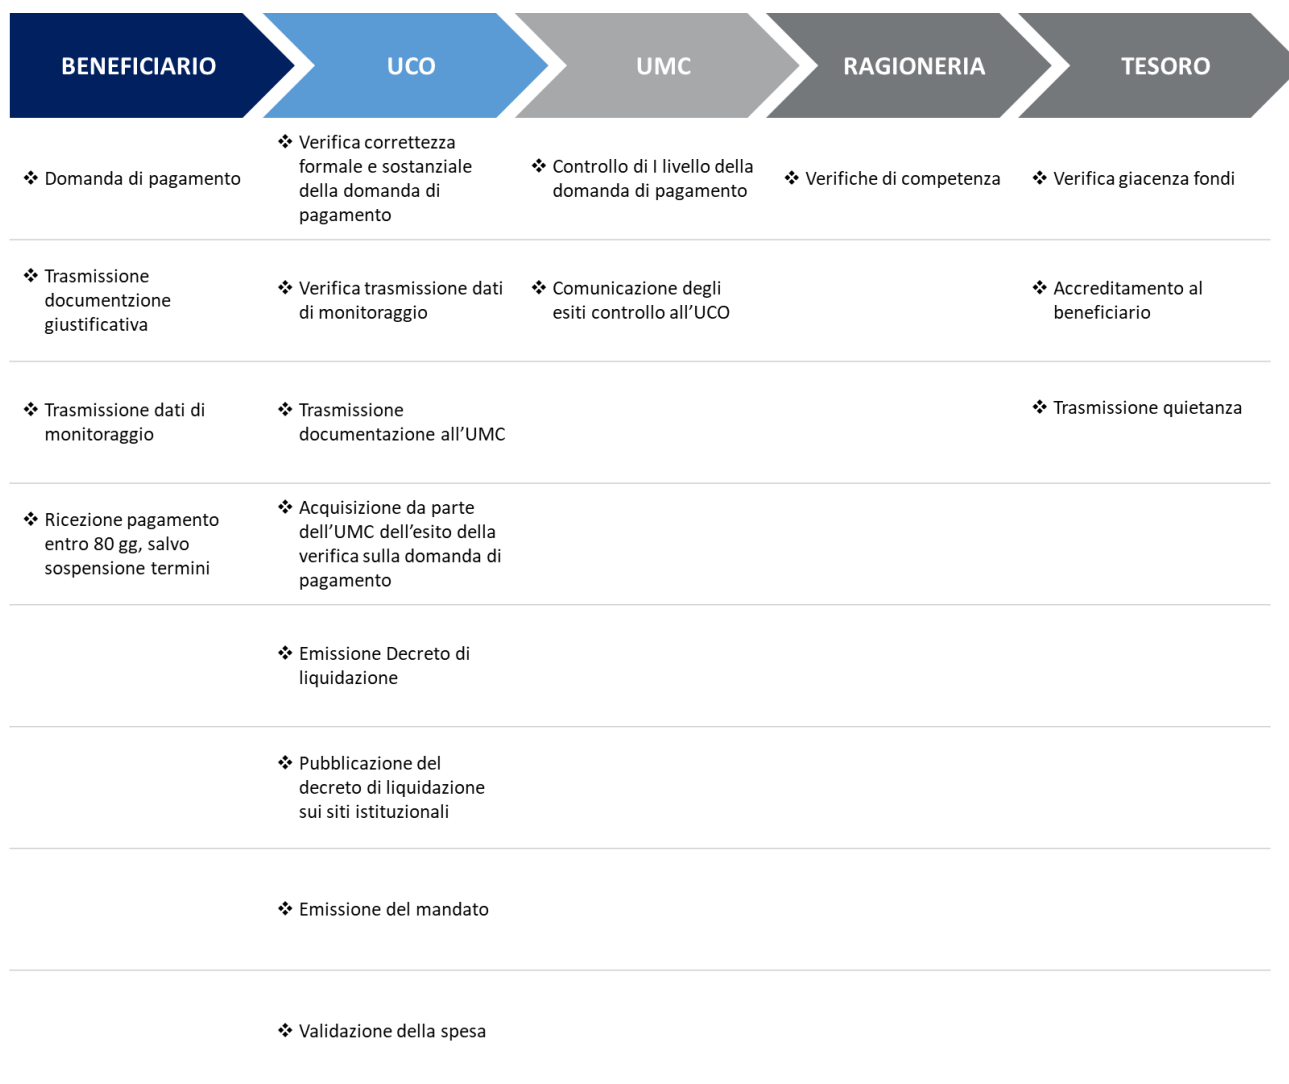 BENEFICIARIO
UCO
UMC
RAGIONERIA
TESORO
❖ Domanda di pagamento
❖ Verifica correttezza
formale e sostanziale
della domanda di
pagamento
❖ Controllo di I livello della
domanda di pagamento
❖ Verifiche di competenza
❖ Verifica giacenza fondi
❖ Trasmissione
documentzione
giustificativa
❖ Verifica trasmissione dati
di monitoraggio
❖ Comunicazione degli
esiti controllo all’UCO
❖ Accreditamento al
beneficiario
❖ Trasmissione dati di
monitoraggio
❖ Trasmissione
documentazione all’UMC
❖ Trasmissione quietanza
❖ Ricezione pagamento
entro 80 gg, salvo
sospensione termini
❖ Acquisizione da parte
dell’UMC dell’esito della
verifica sulla domanda di
pagamento
❖ Emissione Decreto di
liquidazione
❖ Pubblicazione del
decreto di liquidazione
sui siti istituzionali
❖ Emissione del mandato
❖ Validazione della spesa